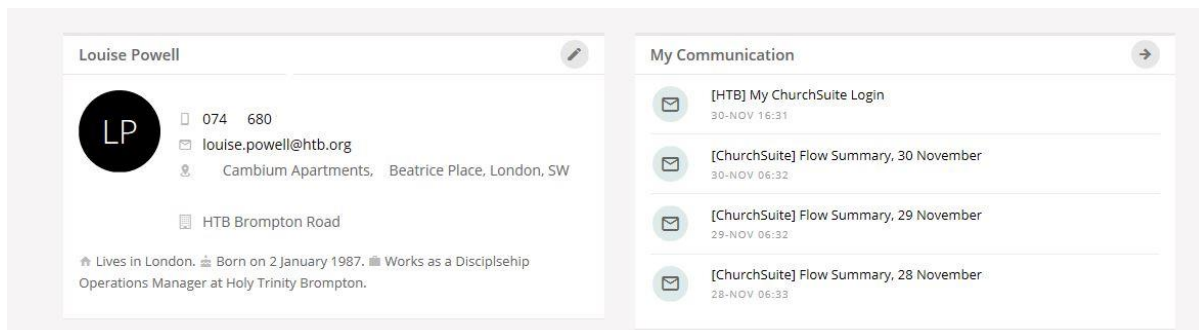 Louise Powell
LP
074 680
louise.powell@htb.org
Cambium Apartments, Beatrice Place, London, SW
HTB Brompton Road
Lives in London. Born on 2 January 1987. Works as a Disciplsehip
Operations Manager at Holy Trinity Brompton.
My Communication
[HTB] My ChurchSuite Login
30-NOV 16:31
[ChurchSuite] Flow Summary, 30 November
30-NOV 06:32
[ChurchSuite] Flow Summary, 29 November
29-NOV 06:32
[ChurchSuite] Flow Summary, 28 November
28-NOV 06:33